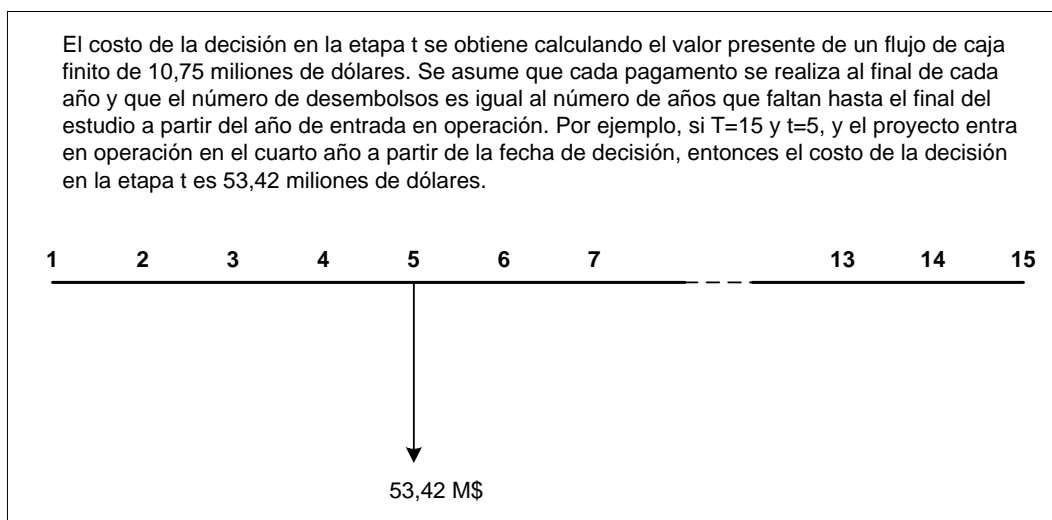 El costo de la decisión en la etapa t se obtiene calculando el valor presente de un flujo de caja
finito de 10,75 miliones de dólares. Se asume que cada pagamento se realiza al final de cada
año y que el número de desembolsos es igual al número de años que faltan hasta el final del
estudio a partir del año de entrada en operación. Por ejemplo, si T=15 y t=5, y el proyecto entra
en operación en el cuarto año a partir de la fecha de decisión, entonces el costo de la decisión
en la etapa t es 53,42 miliones de dólares.
1 2 3 4 5 6 7 13 14 15
53,42 M$